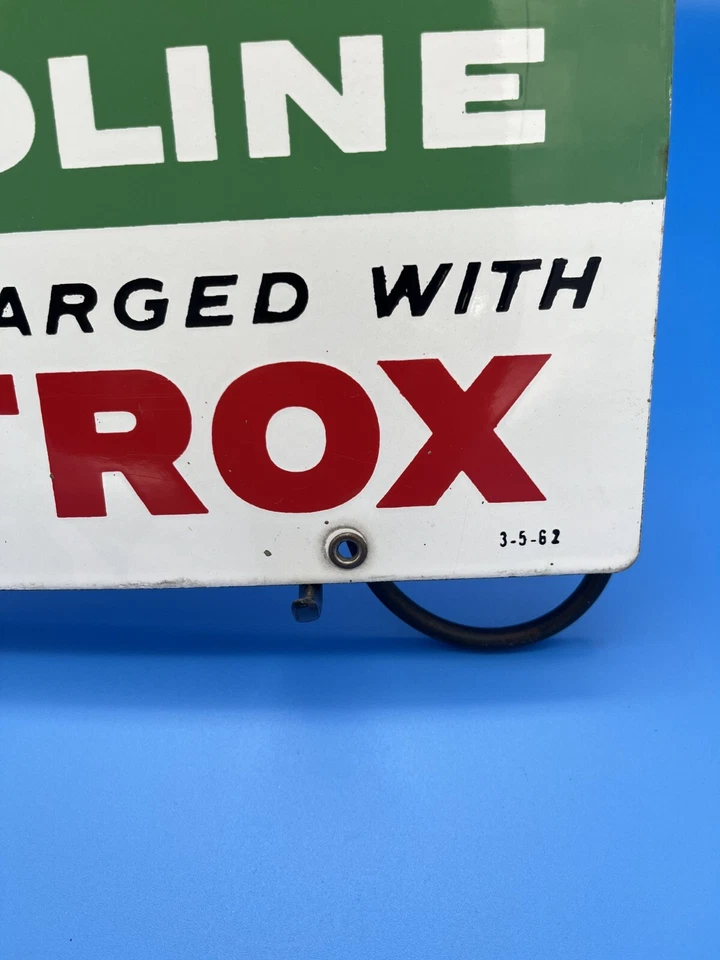 OLINE
ARGED WITH
TROX
3-5-62